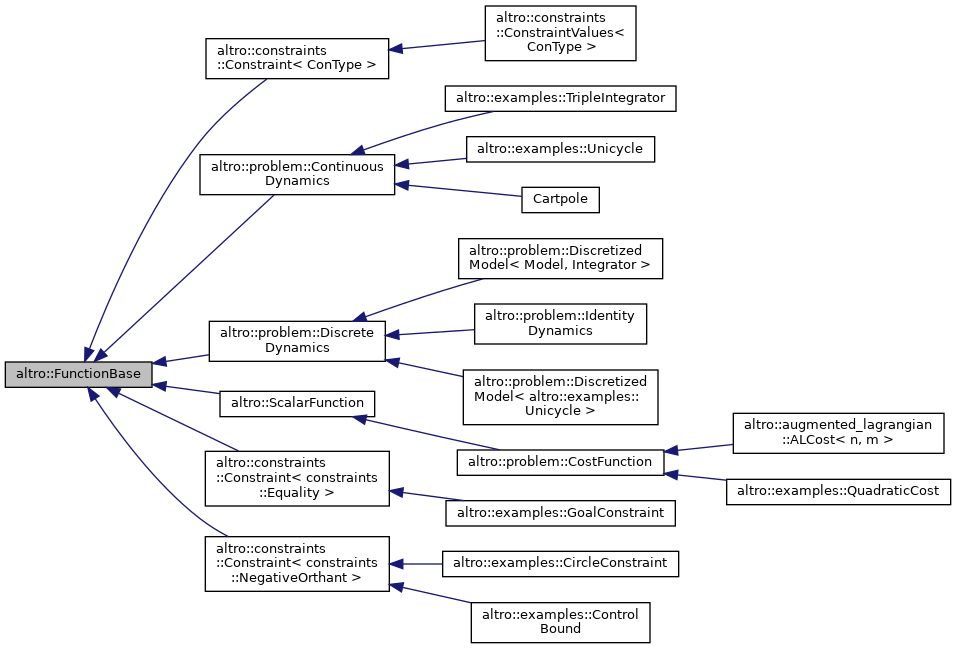 altro::constraints
::ConstraintValues<
ConType >
altro::constraints
::Constraint< ConType >
altro::examples::TripleIntegrator
altro::examples::Unicycle
altro::problem::Continuous
Dynamics
Cartpole
altro::problem::Discretized
Model< Model, Integrator >
altro::problem::Identity
Dynamics
altro::problem::Discrete
Dynamics
altro::FunctionBase
altro::problem::Discretized
Model< altro::examples::
Unicycle >
altro::ScalarFunction
altro::augmented_lagrangian
::ALCost< n, m >
altro::problem::CostFunction
altro::examples::QuadraticCost
altro::constraints
::Constraint< constraints
::Equality >
altro::examples::GoalConstraint
altro::constraints
::Constraint< constraints
::NegativeOrthant >
altro::examples::CircleConstraint
altro::examples::Control
Bound